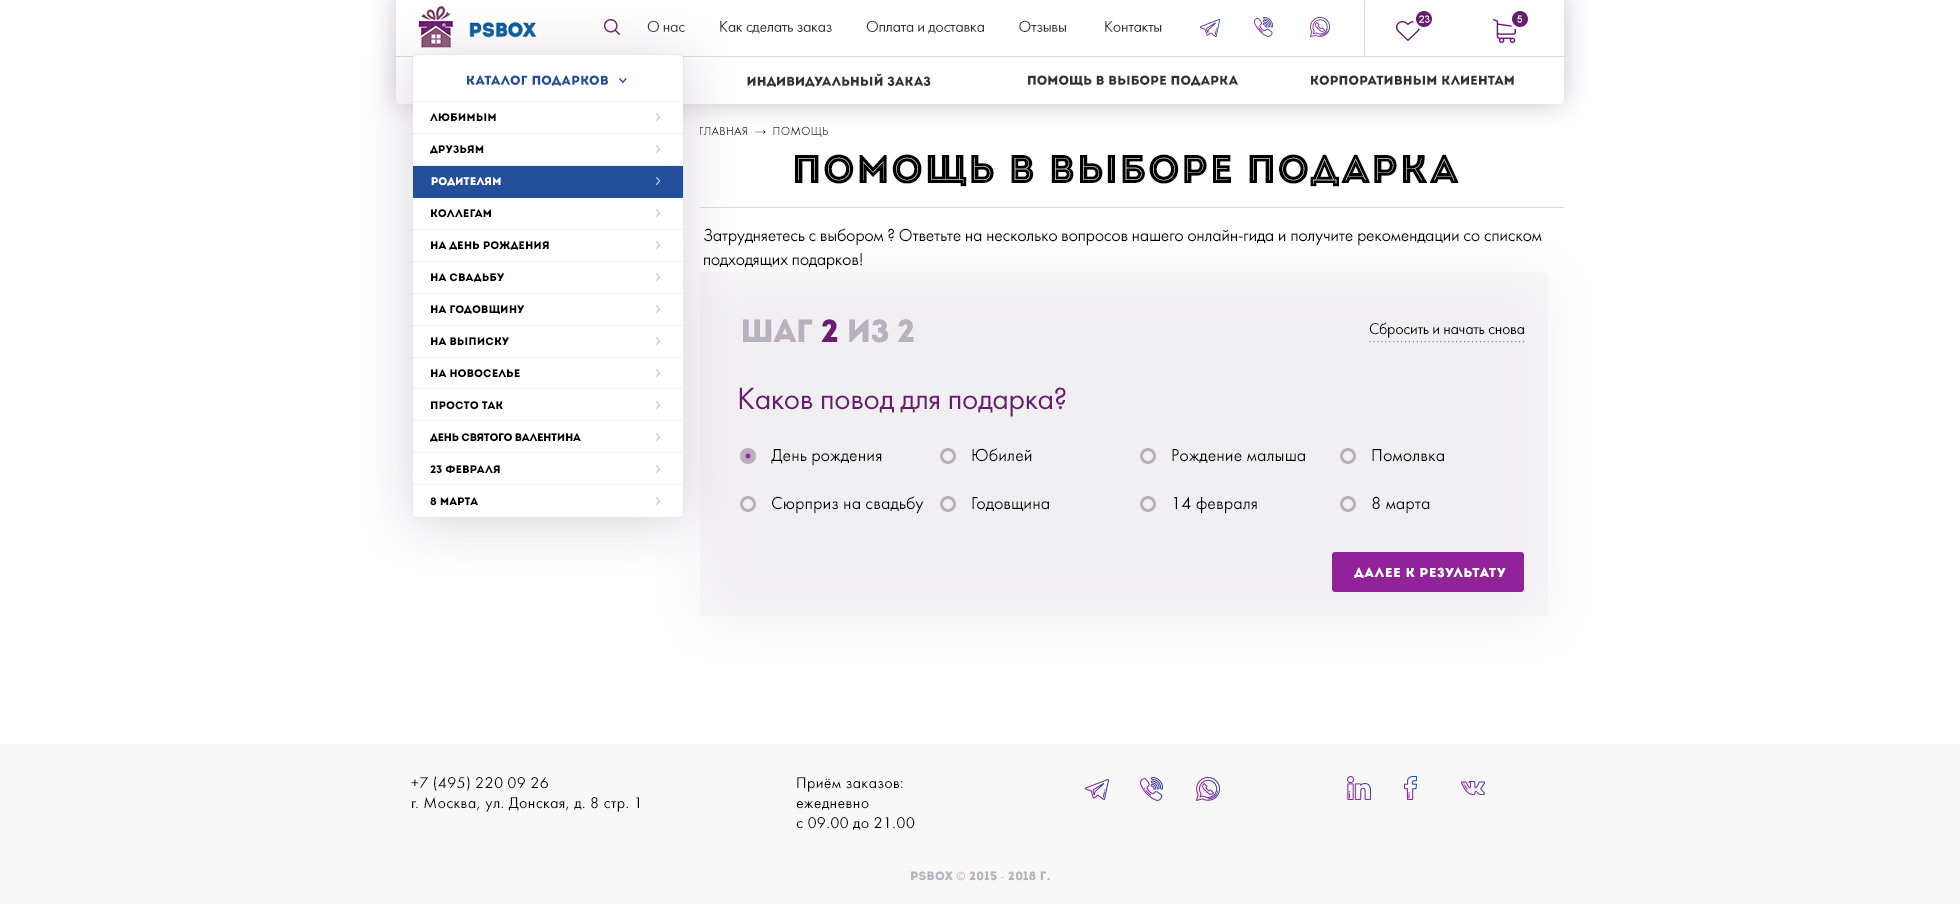 PSBOX
О нас
Как сделать заказ
Оплата и доставка
Отзывы
Контакты
23
5
КАТАЛОГ ПОДАРКОВ
ИНДИВИДУАЛЬНЫЙ ЗАКАЗ
ПОМОЩЬ В ВЫБОРЕ ПОДАРКА
КОРПОРАТИВНЫМ КЛИЕНТАМ
ЛЮБИМЫМ
ДРУЗЬЯМ
РОДИТЕЛЯМ
КОЛЛЕГАМ
НА ДЕНЬ РОЖДЕНИЯ
НА СВАДЬБУ
НА ГОДОВЩИНУ
НА ВЫПИСКУ
НА НОВОСЕЛЬЕ
ПРОСТО ТАК
ДЕНЬ СВЯТОГО ВАЛЕНТИНА
23 ФЕВРАЛЯ
8 МАРТА
ГЛАВНАЯ → ПОМОЩЬ
ПОМОЩЬ В ВЫБОРЕ ПОДАРКА
Затрудняетесь с выбором ? Ответьте на несколько вопросов нашего онлайн-гида и получите рекомендации со списком
подходящих подарков!
ШАГ 2 ИЗ 2
Сбросить и начать снова
Каков повод для подарка?
День рождения
Юбилей
Рождение малыша
Помолвка
Сюрприз на свадьбу
Годовщина
14 февраля
8 марта
ДАЛЕЕ К РЕЗУЛЬТАТУ
+7 (495) 220 09 26
г. Москва, ул. Донская, д. 8 стр. 1
Приём заказов:
ежедневно
с 09.00 до 21.00
PSBOX © 2015 - 2018 Г.